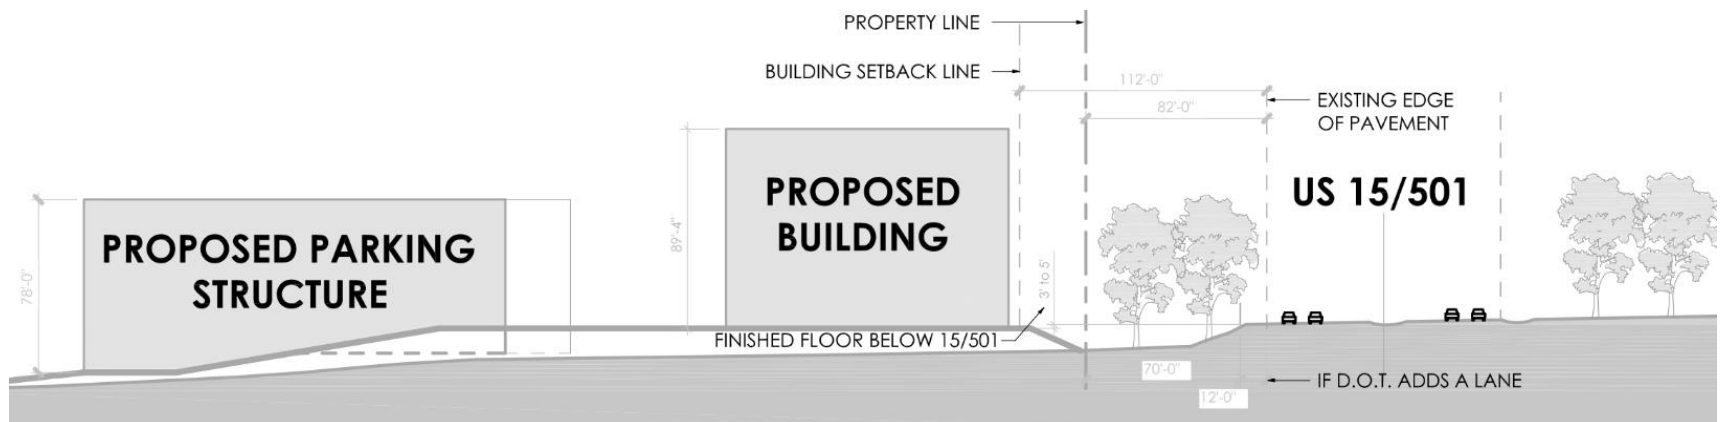 PROPERTY LINE
BUILDING SETBACK LINE
112'-0"
82'-0"
EXISTING EDGE
OF PAVEMENT
US 15/501
PROPOSED
BUILDING
89'-4"
PROPOSED PARKING
STRUCTURE
78'-0"
3' to 5'
FINISHED FLOOR BELOW 15/501
70'-0"
12'-0"
IF D.O.T. ADDS A LANE